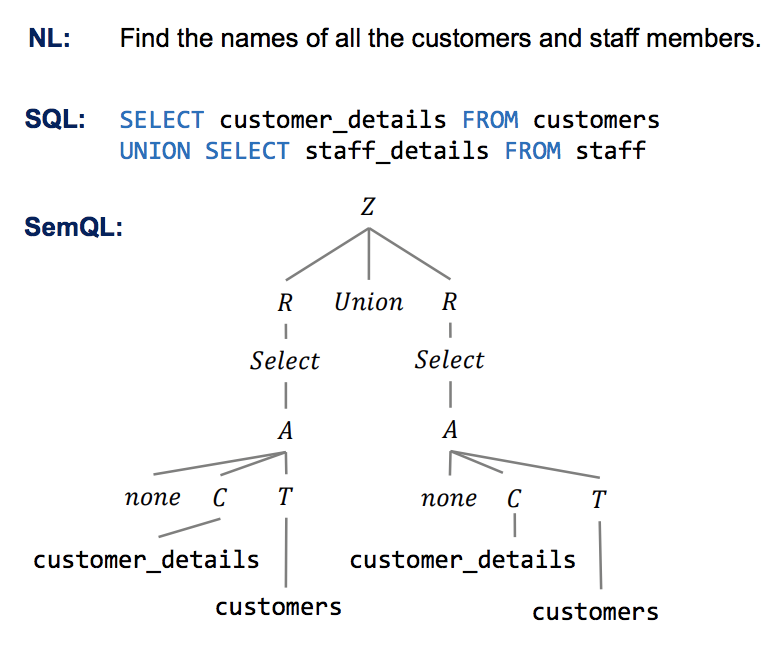 NL: Find the names of all the customers and staff members.
SQL: SELECT customer_details FROM customers
UNION SELECT staff_details FROM staff
SemQL:
Z
R Union R
Select Select
A A
none C T none C T
customer_details customer_details
customers customers